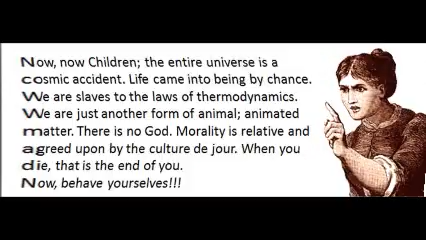 Now, now Children; the entire universe is a
cosmic accident. Life came into being by chance.
We are slaves to the laws of thermodynamics.
We are just another form of animal; animated
matter. There is no God. Morality is relative and
agreed upon by the culture de jour. When you
die, that is the end of you.
Now, behave yourselves!!!